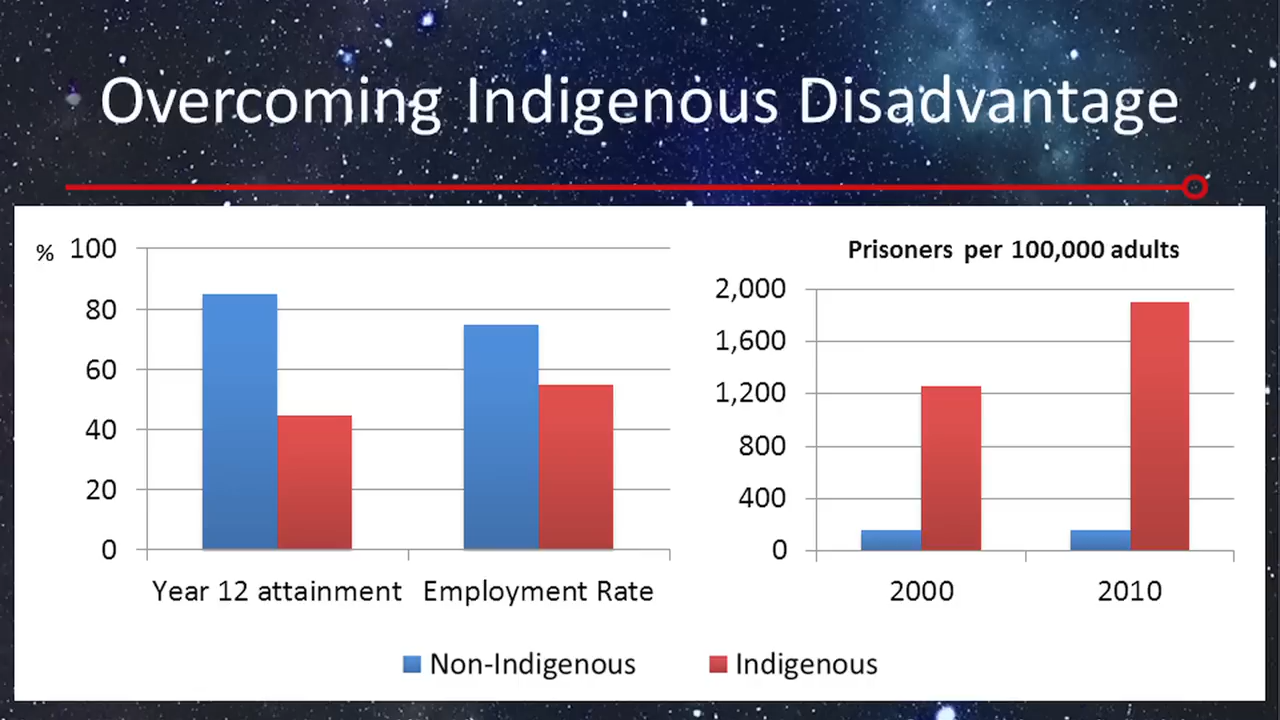 Overcoming Indigenous Disadvantage
%
100
80
60
40
20
0
Year 12 attainment
Employment Rate
Prisoners per 100,000 adults
2,000
1,600
1,200
800
400
0
2000
2010
Non-Indigenous
Indigenous